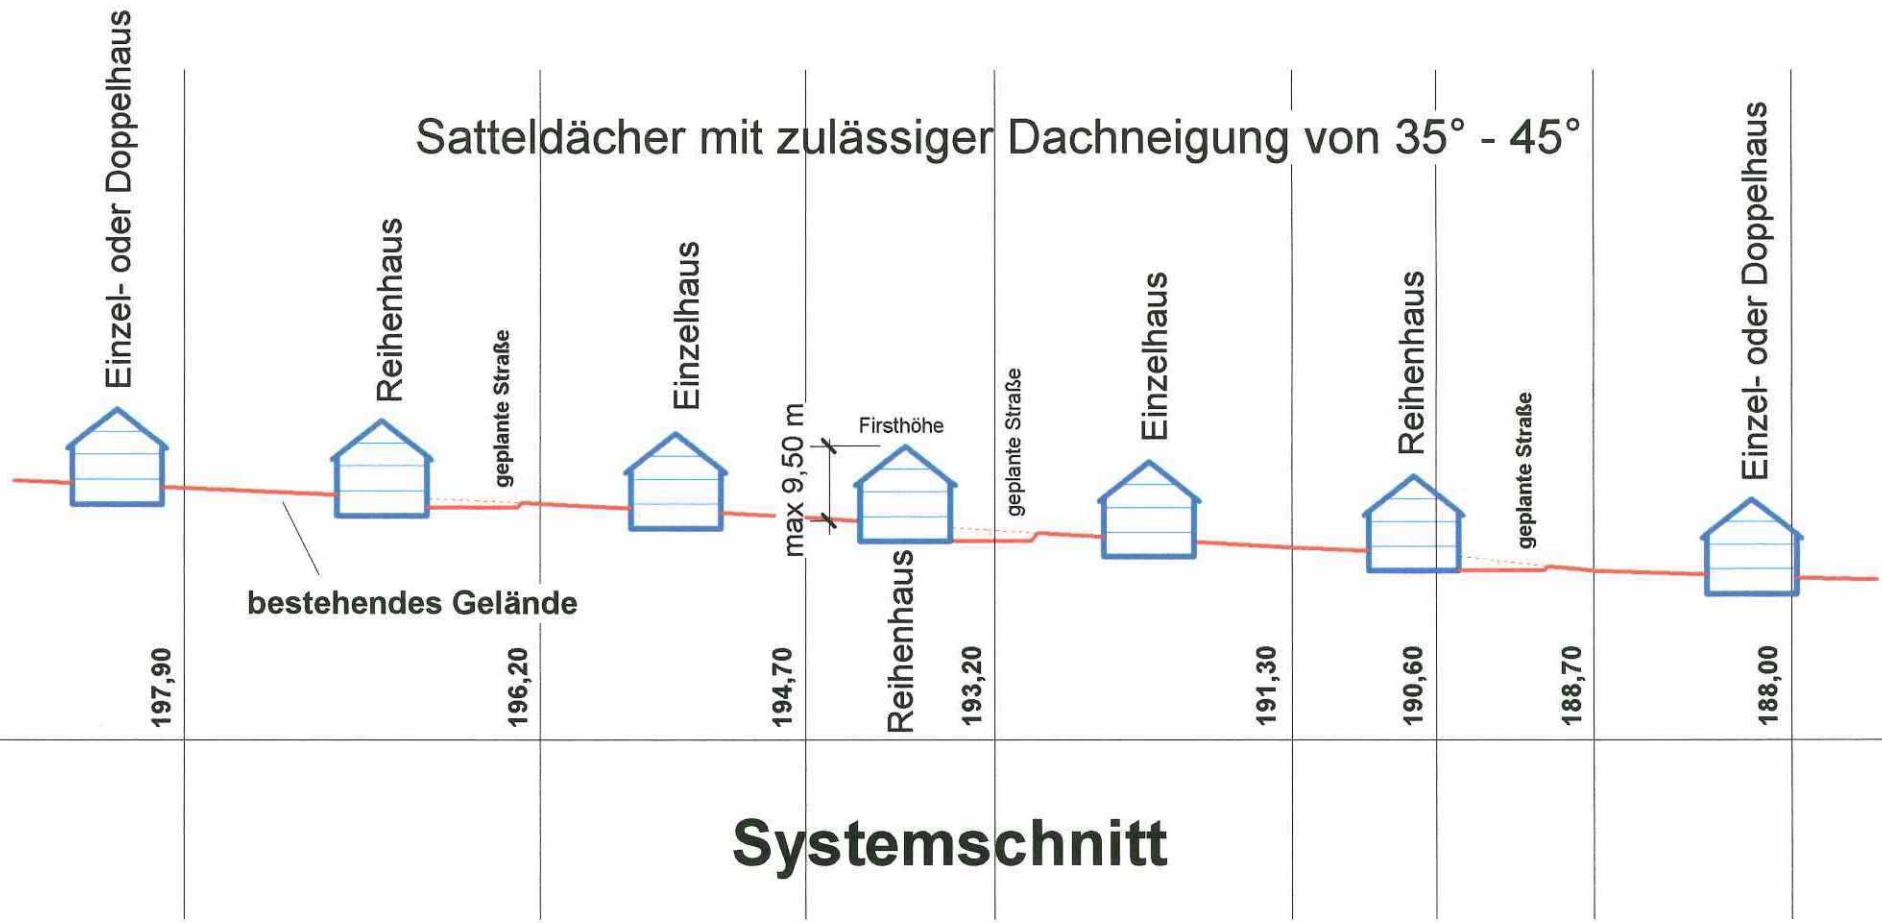 Einzel- oder Doppelhaus
Satteldächer mit zulässiger Dachneigung von 35° - 45°
Reihenhaus
geplante Straße
Einzelhaus
max 9,50 m
Firsthöhe
geplante Straße
Einzelhaus
Reihenhaus
geplante Straße
Einzel- oder Doppelhaus
bestehendes Gelände
Reihenhaus
197,90
196,20
194,70
193,20
191,30
190,60
188,70
188,00
Systemschnitt